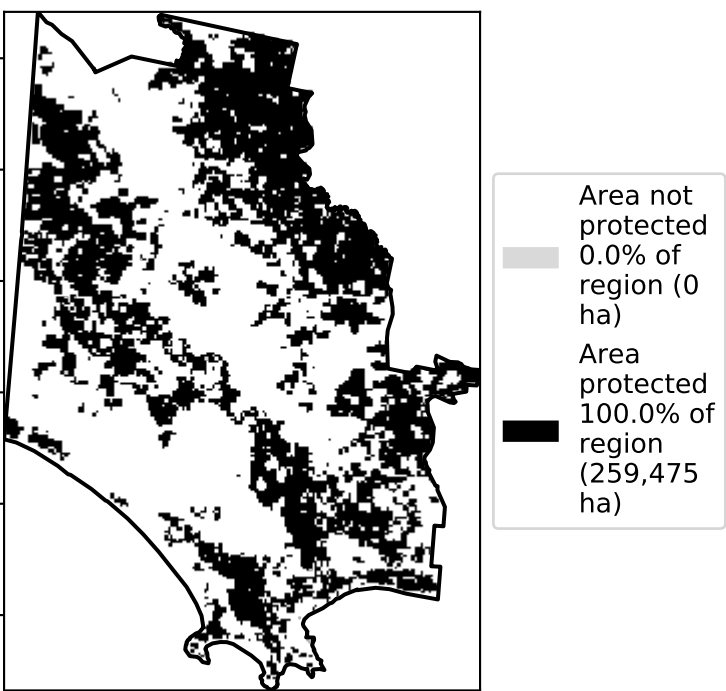 Area not
protected
0.0% of
region (0
ha)
Area
protected
100.0% of
region
(259,475
ha)